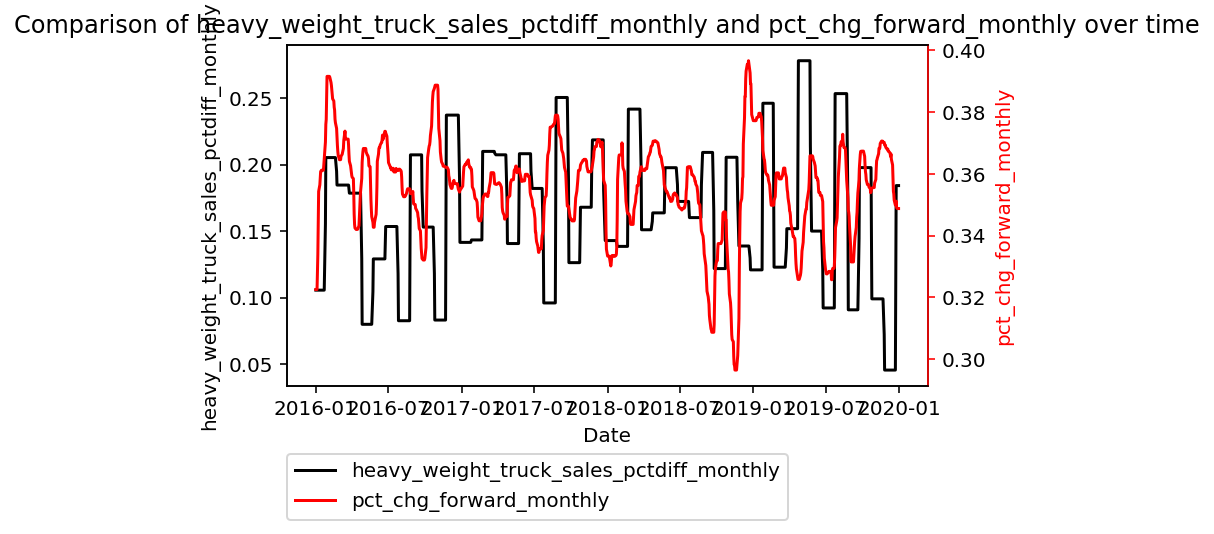 Comparison of heavy_weight_truck_sales_pctdiff_monthly and pct_chg_forward_monthly over time
heavy_weight_truck_sales_pctdiff_monthly
0.25
0.20
0.15
0.10
0.05
0.40
0.38
0.36
0.34
0.32
0.30
pct_chg_forward_monthly
2016-01 2016-07 2017-01 2017-07 2018-01 2018-07 2019-01 2019-07 2020-01
Date
heavy_weight_truck_sales_pctdiff_monthly
pct_chg_forward_monthly